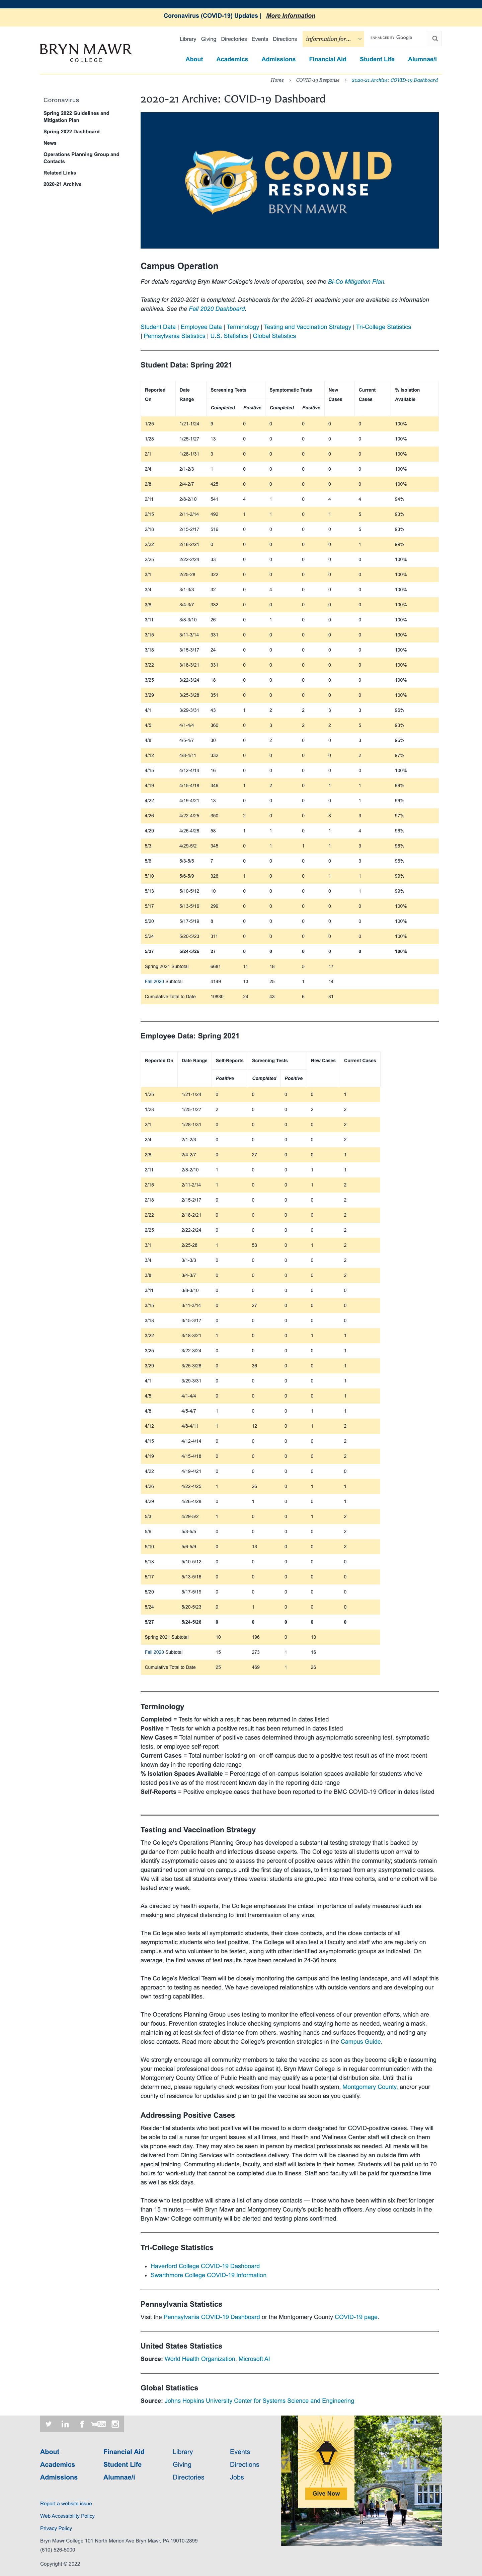 Coronavirus (COVID-19) Updates | More Information
Library Giving Directories Events Directions
information for...
ENHANCED BY Google
BRYN MAWR
COLLEGE
About Academics Admissions Financial Aid Student Life Alumnae/i
Home » COVID-19 Response » 2020-21 Archive: COVID-19 Dashboard
Coronavirus
Spring 2022 Guidelines and
Mitigation Plan
Spring 2022 Dashboard
News
Operations Planning Group and
Contacts
Related Links
2020-21 Archive
2020-21 Archive: COVID-19 Dashboard
COVID
RESPONSE
BRYN MAWR
Campus Operation
For details regarding Bryn Mawr College's levels of operation, see the Bi-Co Mitigation Plan.
Testing for 2020-2021 is completed. Dashboards for the 2020-21 academic year are available as information
archives. See the Fall 2020 Dashboard.
Student Data | Employee Data | Terminology | Testing and Vaccination Strategy | Tri-College Statistics
| Pennsylvania Statistics | U.S. Statistics | Global Statistics
Student Data: Spring 2021
Reported On Date Range Screening Tests Symptomatic Tests New Cases Current Cases % Isolation Available
Completed Positive Completed Positive
1/25 1/21-1/24 9 0 0 0 0 0 100%
1/28 1/25-1/27 13 0 0 0 0 0 100%
2/1 1/28-1/31 3 0 0 0 0 0 100%
2/4 2/1-2/3 1 0 0 0 0 0 100%
2/8 2/4-2/7 425 0 0 0 0 0 100%
2/11 2/8-2/10 541 4 1 0 4 4 94%
2/15 2/11-2/14 492 1 1 0 1 5 93%
2/18 2/15-2/17 516 0 0 0 0 5 93%
2/22 2/18-2/21 0 0 0 0 0 1 99%
2/25 2/22-2/24 33 0 0 0 0 0 100%
3/1 2/25-28 322 0 0 0 0 0 100%
3/4 3/1-3/3 32 0 4 0 0 0 100%
3/8 3/4-3/7 332 0 0 0 0 0 100%
3/11 3/8-3/10 26 0 1 0 0 0 100%
3/15 3/11-3/14 331 0 0 0 0 0 100%
3/18 3/15-3/17 24 0 0 0 0 0 100%
3/22 3/18-3/21 331 0 0 0 0 0 100%
3/25 3/22-3/24 18 0 0 0 0 0 100%
3/29 3/25-3/28 351 0 0 0 0 0 100%
4/1 3/29-3/31 43 1 2 2 3 3 96%
4/5 4/1-4/4 360 0 3 2 2 5 93%
4/8 4/5-4/7 30 0 2 0 0 3 96%
4/12 4/8-4/11 332 0 0 0 0 2 97%
4/15 4/12-4/14 16 0 0 0 0 0 100%
4/19 4/15-4/18 346 1 2 0 1 1 99%
4/22 4/19-4/21 13 0 0 0 0 1 99%
4/26 4/22-4/25 350 2 0 0 3 3 97%
4/29 4/26-4/28 58 1 1 0 1 4 96%
5/3 4/29-5/2 345 0 1 1 1 3 96%
5/6 5/3-5/5 7 0 0 0 0 3 96%
5/10 5/6-5/9 326 1 0 0 1 1 99%
5/13 5/10-5/12 10 0 0 0 0 1 99%
5/17 5/13-5/16 299 0 0 0 0 0 100%
5/20 5/17-5/19 8 0 0 0 0 0 100%
5/24 5/20-5/23 311 0 0 0 0 0 100%
5/27 5/24-5/26 27 0 0 0 0 0 100%
Spring 2021 Subtotal 6681 11 18 5 17
Fall 2020 Subtotal 4149 13 25 1 14
Cumulative Total to Date 10830 24 43 6 31
Employee Data: Spring 2021
Reported On Date Range Self-Reports Screening Tests New Cases Current Cases
Positive Completed Positive
1/25 1/21-1/24 0 0 0 0 1
1/28 1/25-1/27 2 0 0 2 2
2/1 1/28-1/31 0 0 0 0 2
2/4 2/1-2/3 0 0 0 0 2
2/8 2/4-2/7 0 27 0 0 1
2/11 2/8-2/10 1 0 0 1 1
2/15 2/11-2/14 1 0 0 1 2
2/18 2/15-2/17 0 0 0 0 2
2/22 2/18-2/21 0 0 0 0 2
2/25 2/22-2/24 0 0 0 0 2
3/1 2/25-28 1 53 0 1 2
3/4 3/1-3/3 0 0 0 0 2
3/8 3/4-3/7 0 0 0 0 2
3/11 3/8-3/10 0 0 0 0 0
3/15 3/11-3/14 0 27 0 0 0
3/18 3/15-3/17 0 0 0 0 0
3/22 3/18-3/21 1 0 0 1 1
3/25 3/22-3/24 0 0 0 0 1
3/29 3/25-3/28 0 36 0 0 1
4/1 3/29-3/31 0 0 0 0 1
4/5 4/1-4/4 0 0 0 0 1
4/8 4/5-4/7 1 0 0 1 1
4/12 4/8-4/11 1 12 0 1 2
4/15 4/12-4/14 0 0 0 0 2
4/19 4/15-4/18 0 0 0 0 2
4/22 4/19-4/21 0 0 0 0 0
4/26 4/22-4/25 1 26 0 1 1
4/29 4/26-4/28 0 1 0 0 1
5/3 4/29-5/2 1 0 0 1 2
5/6 5/3-5/5 0 0 0 0 2
5/10 5/6-5/9 0 13 0 0 2
5/13 5/10-5/12 0 0 0 0 0
5/17 5/13-5/16 0 0 0 0 0
5/20 5/17-5/19 0 0 0 0 0
5/24 5/20-5/23 0 1 0 0 0
5/27 5/24-5/26 0 0 0 0 0
Spring 2021 Subtotal 10 196 0 10
Fall 2020 Subtotal 15 273 1 16
Cumulative Total to Date 25 469 1 26
Terminology
Completed = Tests for which a result has been returned in dates listed
Positive = Tests for which a positive result has been returned in dates listed
New Cases = Total number of positive cases determined through asymptomatic screening test, symptomatic
tests, or employee self-report
Current Cases = Total number isolating on- or off-campus due to a positive test result as of the most recent
known day in the reporting date range
% Isolation Spaces Available = Percentage of on-campus isolation spaces available for students who've
tested positive as of the most recent known day in the reporting date range
Self-Reports = Positive employee cases that have been reported to the BMC COVID-19 Officer in dates listed
Testing and Vaccination Strategy
The College's Operations Planning Group has developed a substantial testing strategy that is backed by
guidance from public health and infectious disease experts. The College tests all students upon arrival to
identify asymptomatic cases and to assess the percent of positive cases within the community; students remain
quarantined upon arrival on campus until the first day of classes, to limit spread from any asymptomatic cases.
We will also test all students every three weeks: students are grouped into three cohorts, and one cohort will be
tested every week.
As directed by health experts, the College emphasizes the critical importance of safety measures such as
masking and physical distancing to limit transmission of any virus.
The College also tests all symptomatic students, their close contacts, and the close contacts of all
asymptomatic students who test positive. The College will also test all faculty and staff who are regularly on
campus and who volunteer to be tested, along with other identified asymptomatic groups as indicated. On
average, the first waves of test results have been received in 24-36 hours.
The College's Medical Team will be closely monitoring the campus and the testing landscape, and will adapt this
approach to testing as needed. We have developed relationships with outside vendors and are developing our
own testing capabilities.
The Operations Planning Group uses testing to monitor the effectiveness of our prevention efforts, which are
our focus. Prevention strategies include checking symptoms and staying home as needed, wearing a mask,
maintaining at least six feet of distance from others, washing hands and surfaces frequently, and noting any
close contacts. Read more about the College's prevention strategies in the Campus Guide.
We strongly encourage all community members to take the vaccine as soon as they become eligible (assuming
your medical professional does not advise against it). Bryn Mawr College is in regular communication with the
Montgomery County Office of Public Health and may qualify as a potential distribution site. Until that is
determined, please regularly check websites from your local health system, Montgomery County, and/or your
county of residence for updates and plan to get the vaccine as soon as you qualify.
Addressing Positive Cases
Residential students who test positive will be moved to a dorm designated for COVID-positive cases. They will
be able to call a nurse for urgent issues at all times, and Health and Wellness Center staff will check on them
via phone each day. They may also be seen in person by medical professionals as needed. All meals will be
delivered from Dining Services for contactless delivery. The dorm will be cleaned by an outside firm with
special training. Commuting students, faculty, and staff will isolate in their homes. Students will be paid up to 70
hours for work-study that cannot be completed due to illness. Staff and faculty will be paid for quarantine time
as well as sick days.
Those who test positive will share a list of any close contacts — those who have been within six feet for longer
than 15 minutes — with Bryn Mawr and Montgomery County's public health officers. Any close contacts in the
Bryn Mawr College community will be alerted and testing plans confirmed.
Tri-College Statistics
• Haverford College COVID-19 Dashboard
• Swarthmore College COVID-19 Information
Pennsylvania Statistics
Visit the Pennsylvania COVID-19 Dashboard or the Montgomery County COVID-19 page.
United States Statistics
Source: World Health Organization, Microsoft AI
Global Statistics
Source: Johns Hopkins University Center for Systems Science and Engineering
About Financial Aid Library Events
Academics Student Life Giving Directions
Admissions Alumnae/i Directories Jobs
Give Now
Report a website issue
Web Accessibility Policy
Privacy Policy
Bryn Mawr College 101 North Merion Ave Bryn Mawr, PA 19010-2899
(610) 526-5000
Copyright © 2022